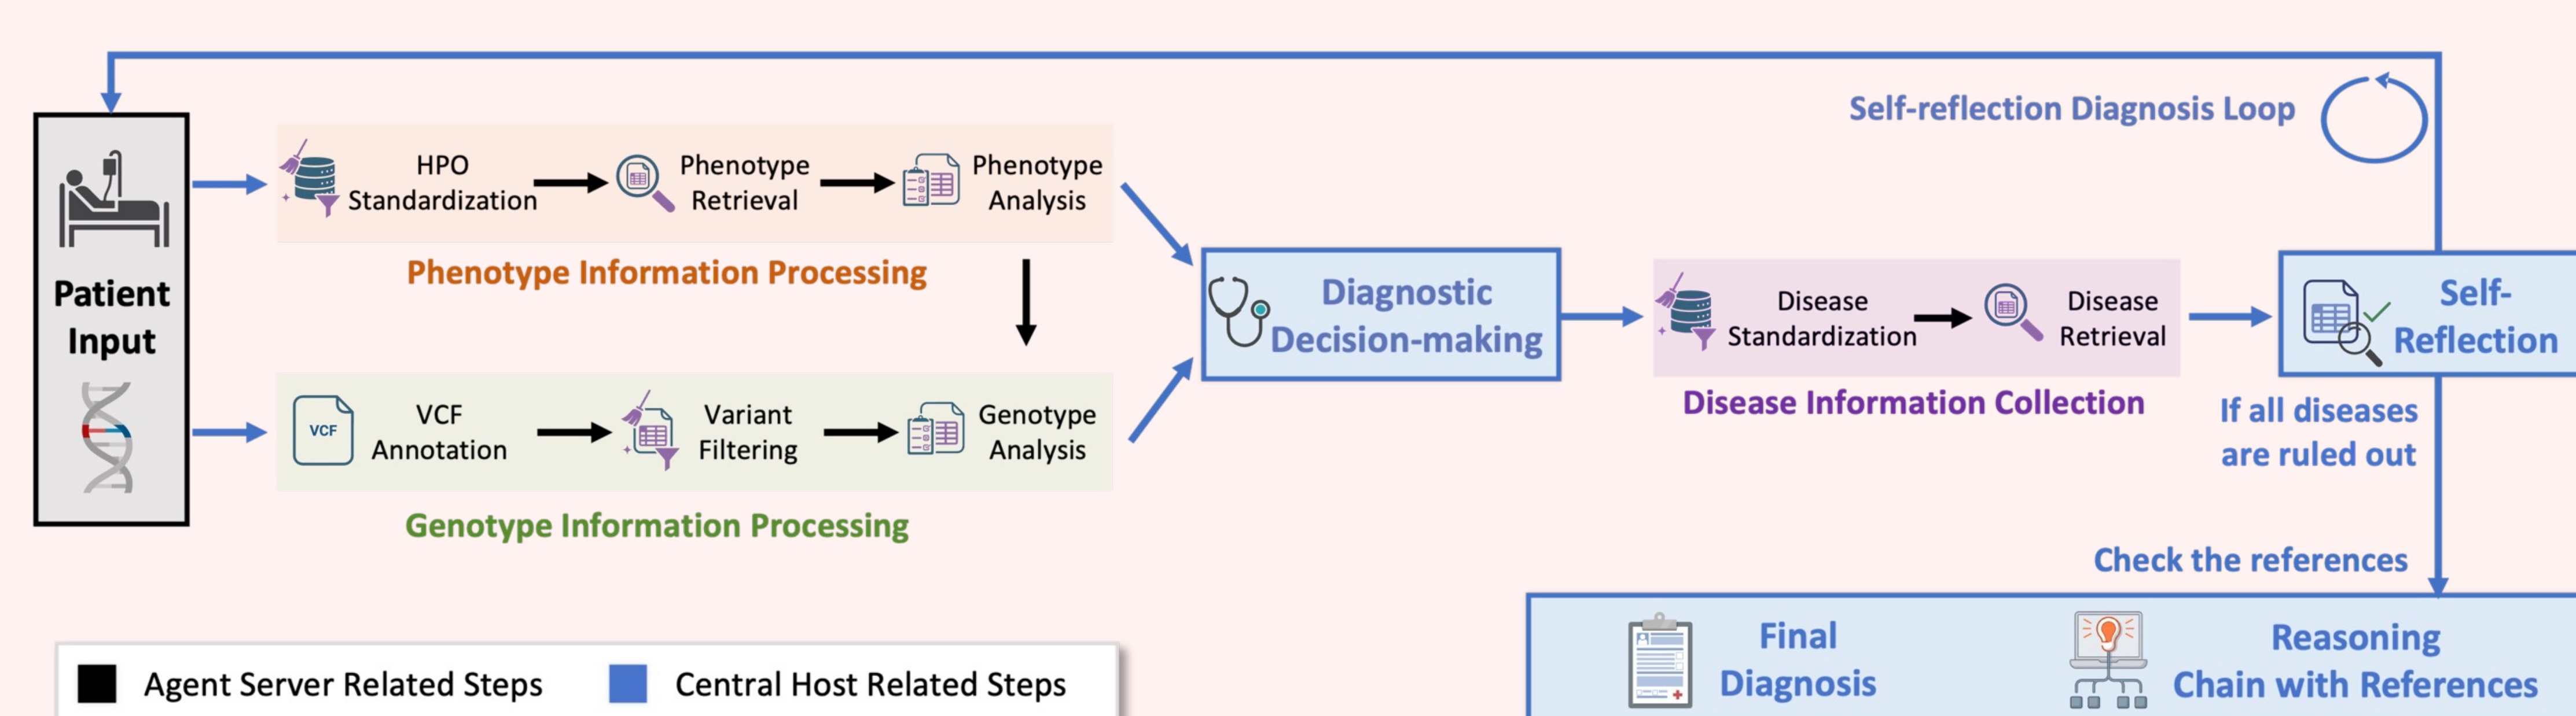 Self-reflection Diagnosis Loop
Patient
Input
HPO
Standardization
Phenotype
Retrieval
Phenotype
Analysis
Phenotype Information Processing
VCF
VCF
Annotation
Variant
Filtering
Genotype
Analysis
Genotype Information Processing
Diagnostic
Decision-making
Disease
Standardization
Disease
Retrieval
Disease Information Collection
Self-
Reflection
If all diseases
are ruled out
Check the references
Final
Diagnosis
Reasoning
Chain with References
Agent Server Related Steps
Central Host Related Steps